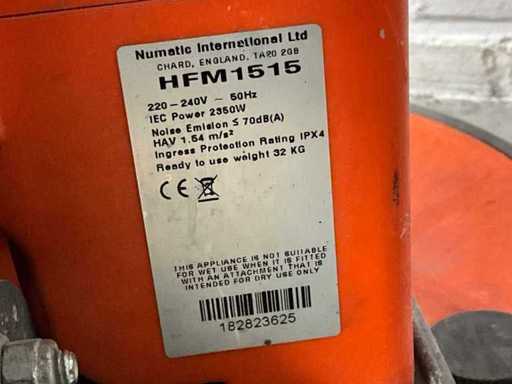 Numatic International Ltd
CHARD, ENGLAND, TA20 2GB
HFM1515
220-240V ~ 50Hz
IEC Power 2350W
Noise Emision ≤ 70dB(A)
HAV 1.54 m/s²
Ingress Protection Rating IPX4
Ready to use weight 32 KG
CE
THIS APPLIANCE IS NOT SUITABLE
FOR WET USE WHEN IT IS FITTED
WITH AN ATTACHMENT THAT IS
INTENDED FOR DRY USE ONLY
182823625